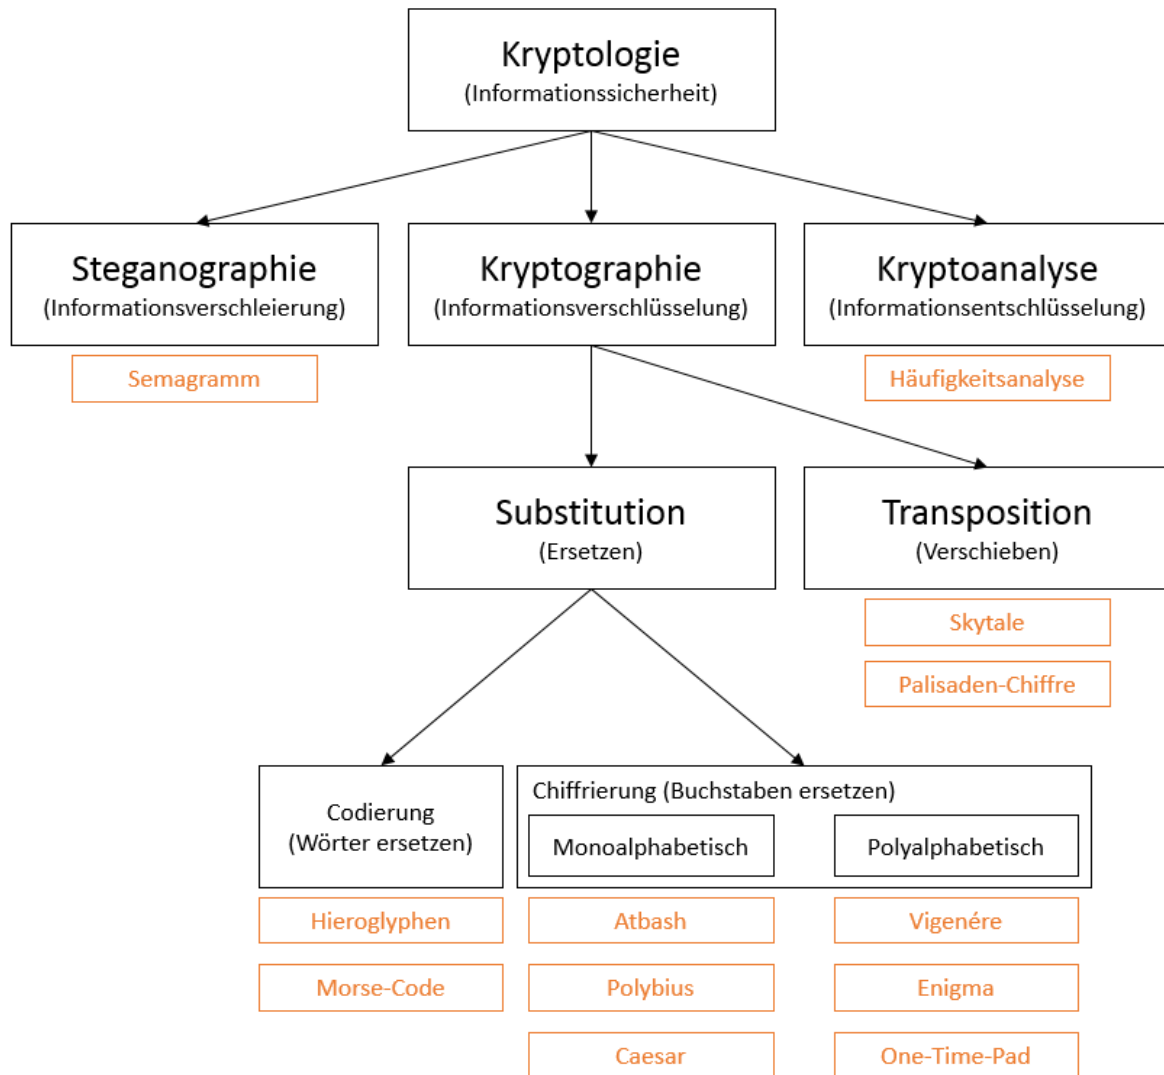 Kryptologie
(Informationssicherheit)
Steganographie
(Informationsverschleierung)
Kryptographie
(Informationsverschlüsselung)
Kryptoanalyse
(Informationsentschlüsselung)
Semagramm
Häufigkeitsanalyse
Substitution
(Ersetzen)
Transposition
(Verschieben)
Skytale
Palisaden-Chiffre
Codierung
(Wörter ersetzen)
Chiffrierung (Buchstaben ersetzen)
Monoalphabetisch
Polyalphabetisch
Hieroglyphen
Atbash
Vigenére
Morse-Code
Polybius
Enigma
Caesar
One-Time-Pad